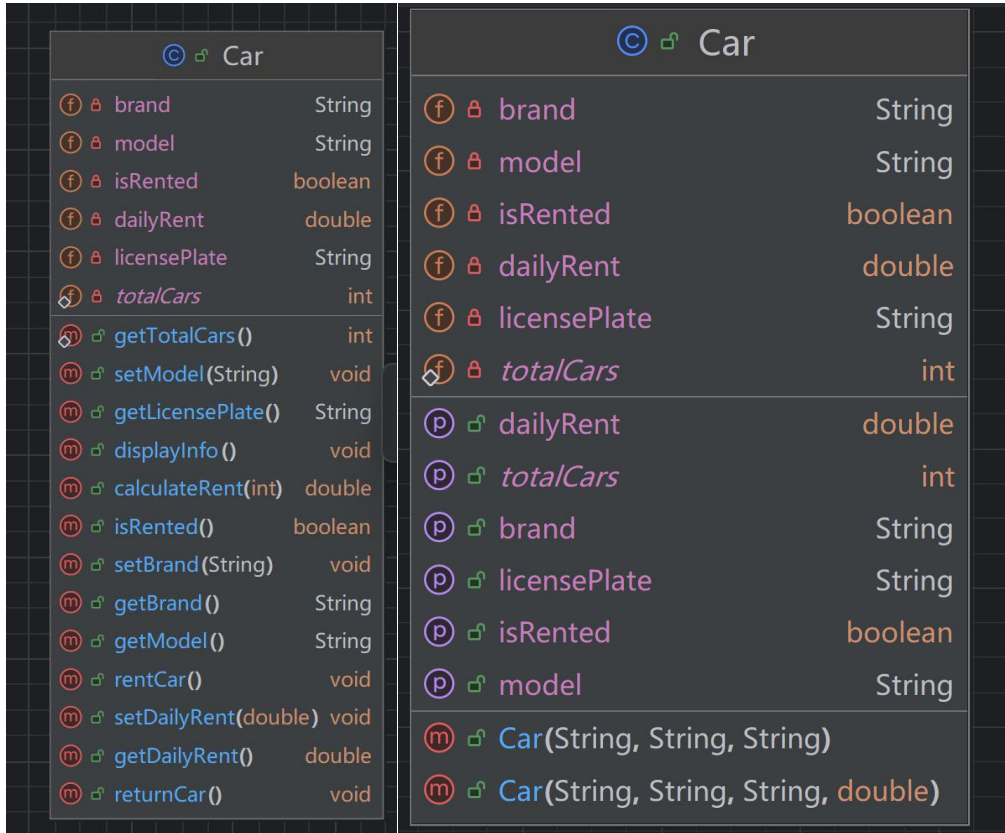 Car
brand String
model String
isRented boolean
dailyRent double
licensePlate String
totalCars int
getTotalCars() int
setModel(String) void
getLicensePlate() String
displayInfo() void
calculateRent(int) double
isRented() boolean
setBrand(String) void
getBrand() String
getModel() String
rentCar() void
setDailyRent(double) void
getDailyRent() double
returnCar() void
Car
brand String
model String
isRented boolean
dailyRent double
licensePlate String
totalCars int
dailyRent double
totalCars int
brand String
licensePlate String
isRented boolean
model String
Car(String, String, String)
Car(String, String, String, double)